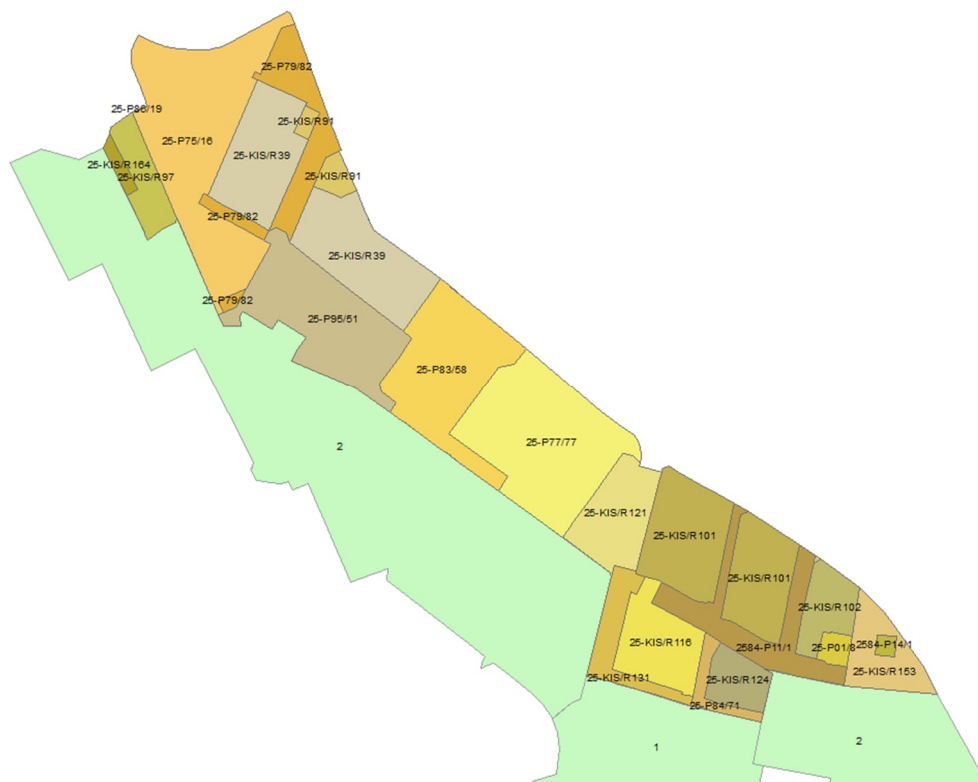 25-P79/82
25-P86/19
25-KIS/R91
25-P75/16
25-KIS/R39
25-KIS/R164
25-KIS/R97
25-KIS/R91
25-P79/82
25-KIS/R39
25-P79/82
25-P95/51
25-P83/58
2
25-P77/77
25-KIS/R121
25-KIS/R101
25-KIS/R101
25-KIS/R102
25-KIS/R116
2584-P11/1
25-P01/8
2584-P14/1
25-KIS/R153
25-KIS/R131
25-KIS/R124
25-P84/71
1
2